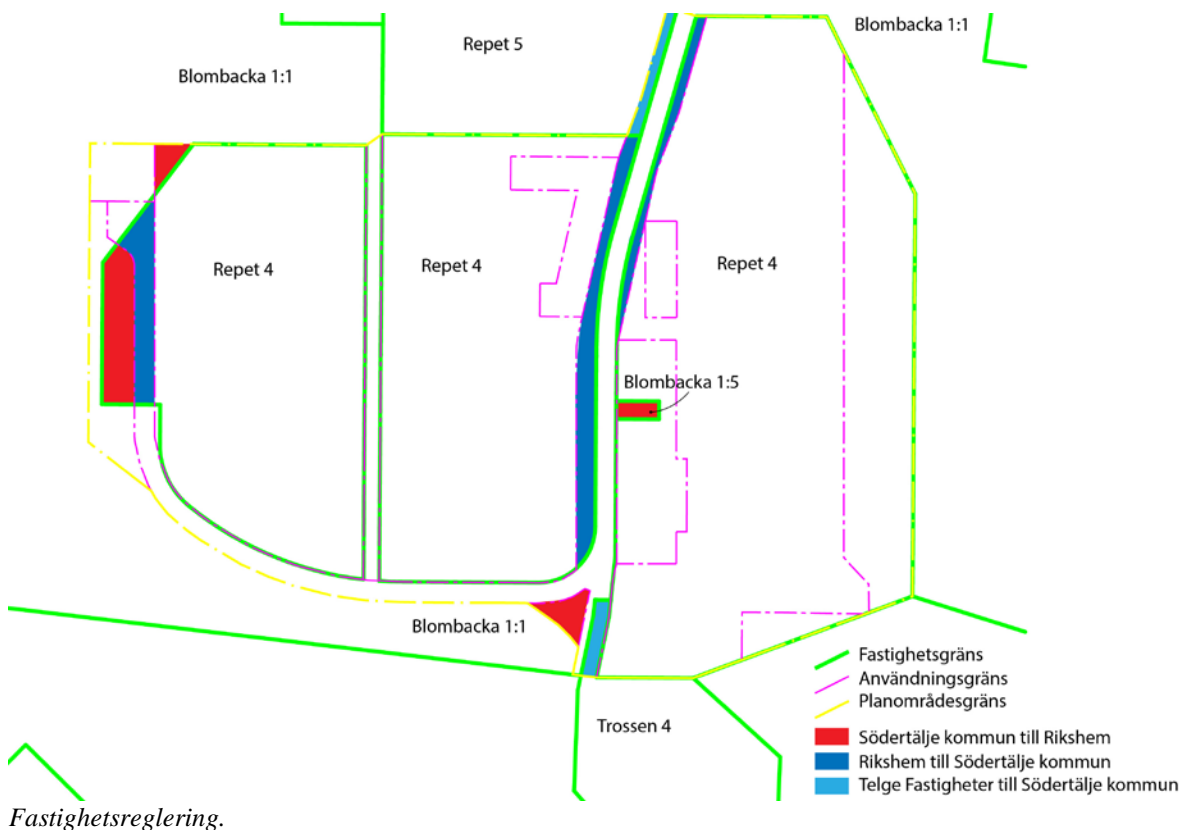 Blombacka 1:1
Repet 5
Blombacka 1:1
Repet 4
Repet 4
Repet 4
Blombacka 1:5
Blombacka 1:1
Trossen 4
Fastighetsgräns
Användningsgräns
Planområdesgräns
Södertälje kommun till Rikshem
Rikshem till Södertälje kommun
Telge Fastigheter till Södertälje kommun
Fastighetsreglering.